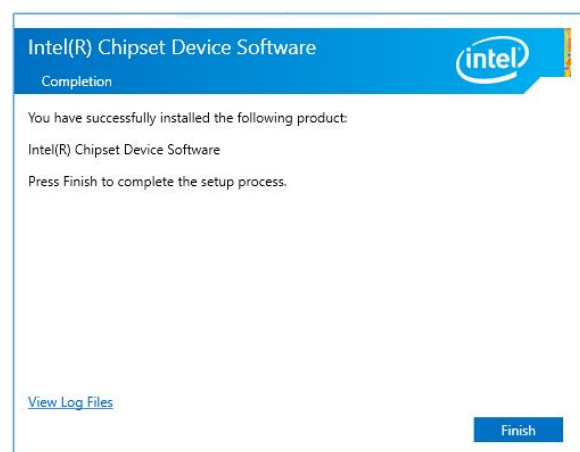 Intel(R) Chipset Device Software
intel
Completion
You have successfully installed the following product:
Intel(R) Chipset Device Software
Press Finish to complete the setup process.
View Log Files
Finish